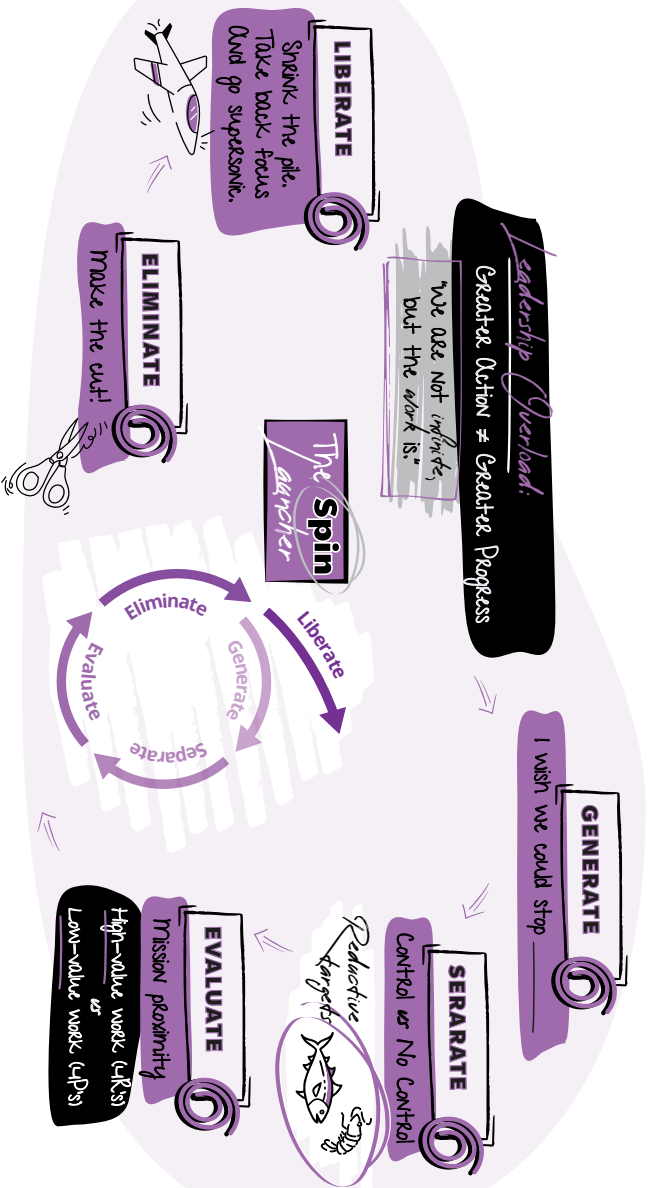 Leadership Overload:
Greater Action ≠ Greater Progress
"We are not infinite,
but the work is."
GENERATE
I wish we could stop ____
SERARATE
Control vs No Control
Reductive
targets
EVALUATE
Mission proximity
High-value work (4R's)
vs
Low-value work (4P's)
ELIMINATE
Make the cut!
LIBERATE
Shrink the pile.
Take back focus
And go supersonic.
The Spin
Launcher
Liberate
Generate
Separate
Evaluate
Eliminate